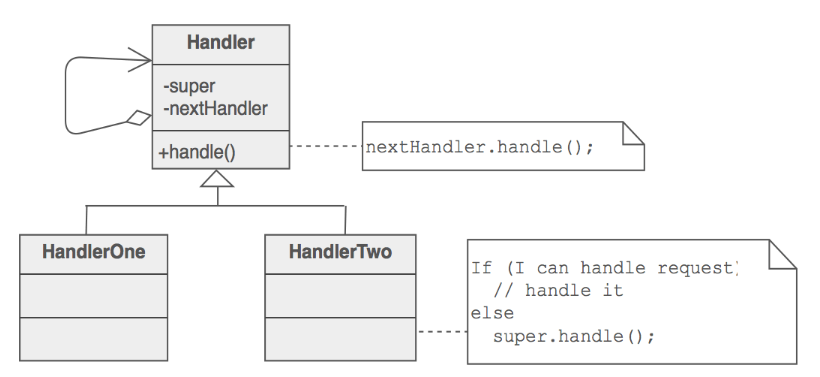 Handler
-super
-nextHandler
+handle()
nextHandler.handle();
HandlerOne
HandlerTwo
If (I can handle request)
// handle it
else
super.handle();